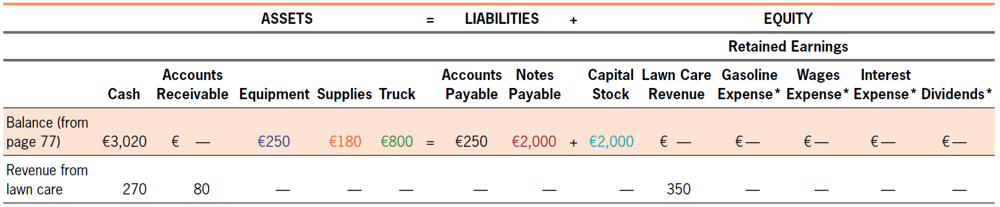 ASSETS = LIABILITIES + EQUITY
Retained Earnings
Accounts Accounts Notes Capital Lawn Care Gasoline Wages Interest
Cash Receivable Equipment Supplies Truck Payable Payable Stock Revenue Expense* Expense* Expense* Dividends*
Balance (from
page 77) €3,020 € — €250 €180 €800 = €250 €2,000 + €2,000 € — €— €— €— €—
Revenue from
lawn care 270 80 — — — — — — 350 — — — —